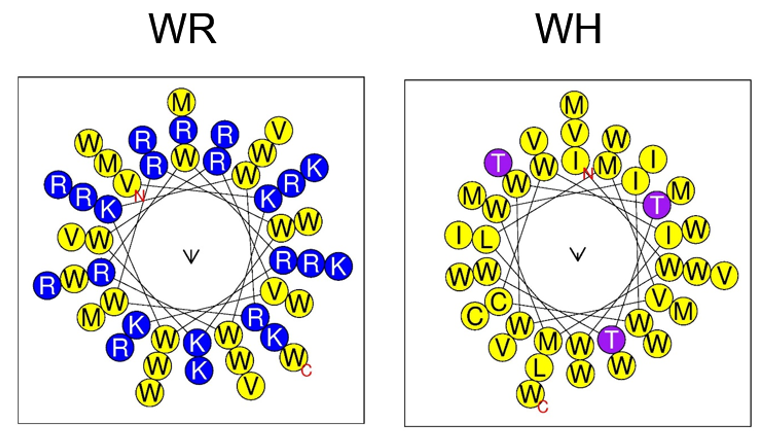 WR
WH
M
R R R V
W R W R W
M V N W
R R K K R K
V W W W
R W R R R K
M W V W
R K W K W R K
W K W W C
W V
M
V V W
T W I M I
W N I
M W T M
I L I W
W W W W V
C C V M
V W W W
M W T
L W W
W C